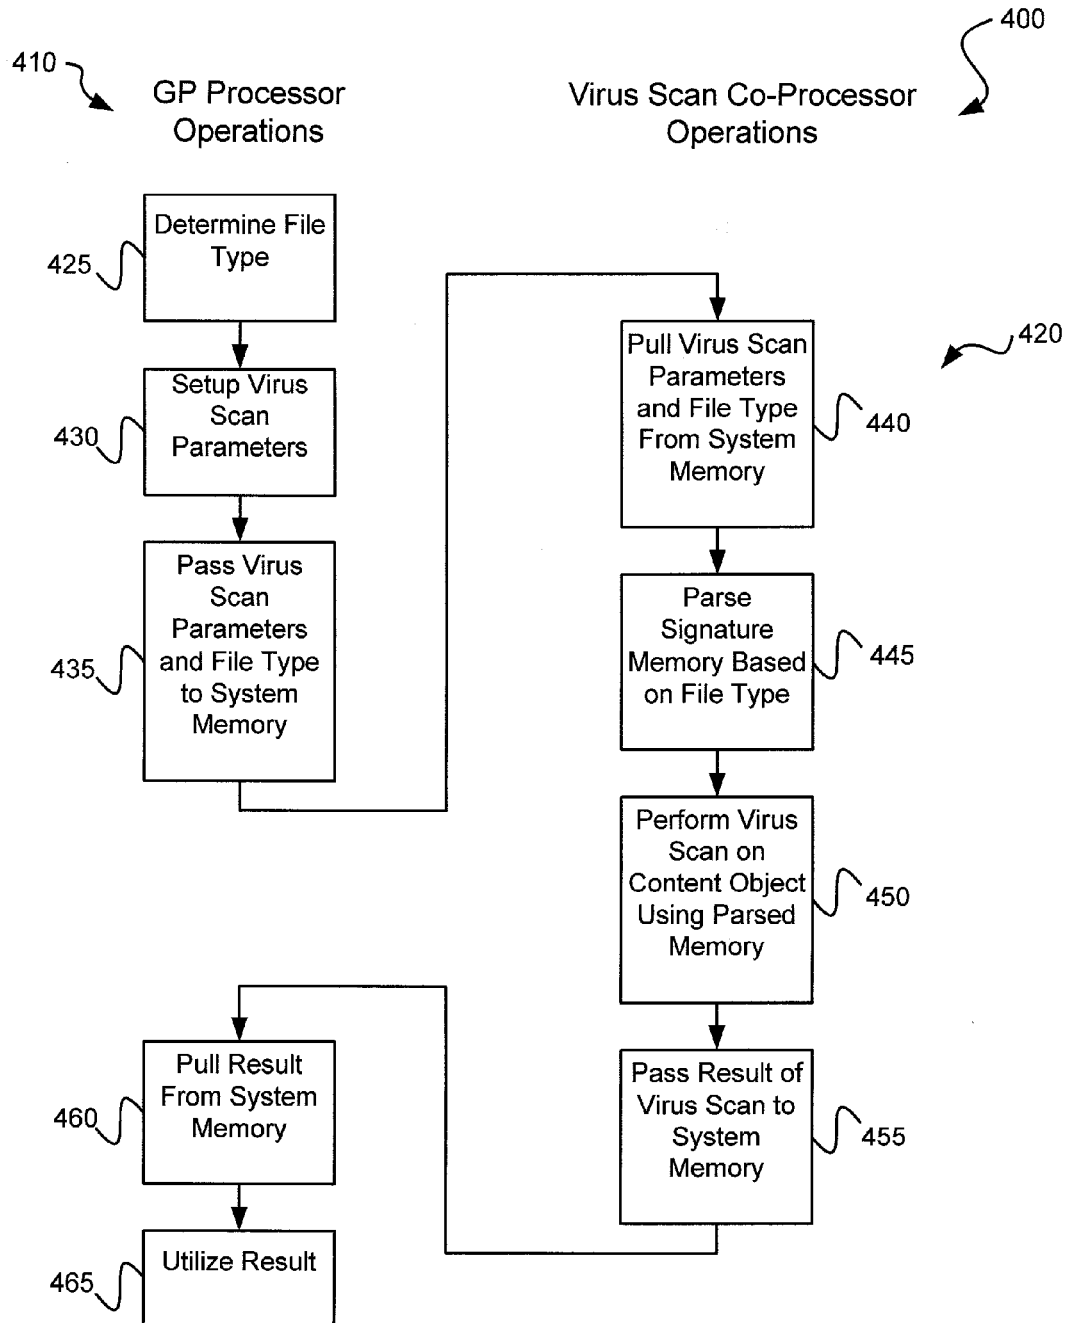 400
410
GP Processor
Operations
Virus Scan Co-Processor
Operations
Determine File
Type
425
Setup Virus
Scan
Parameters
430
Pass Virus
Scan
Parameters
and File Type
to System
Memory
435
420
Pull Virus Scan
Parameters
and File Type
From System
Memory
440
Parse
Signature
Memory Based
on File Type
445
Perform Virus
Scan on
Content Object
Using Parsed
Memory
450
Pass Result of
Virus Scan to
System
Memory
455
Pull Result
From System
Memory
460
Utilize Result
465